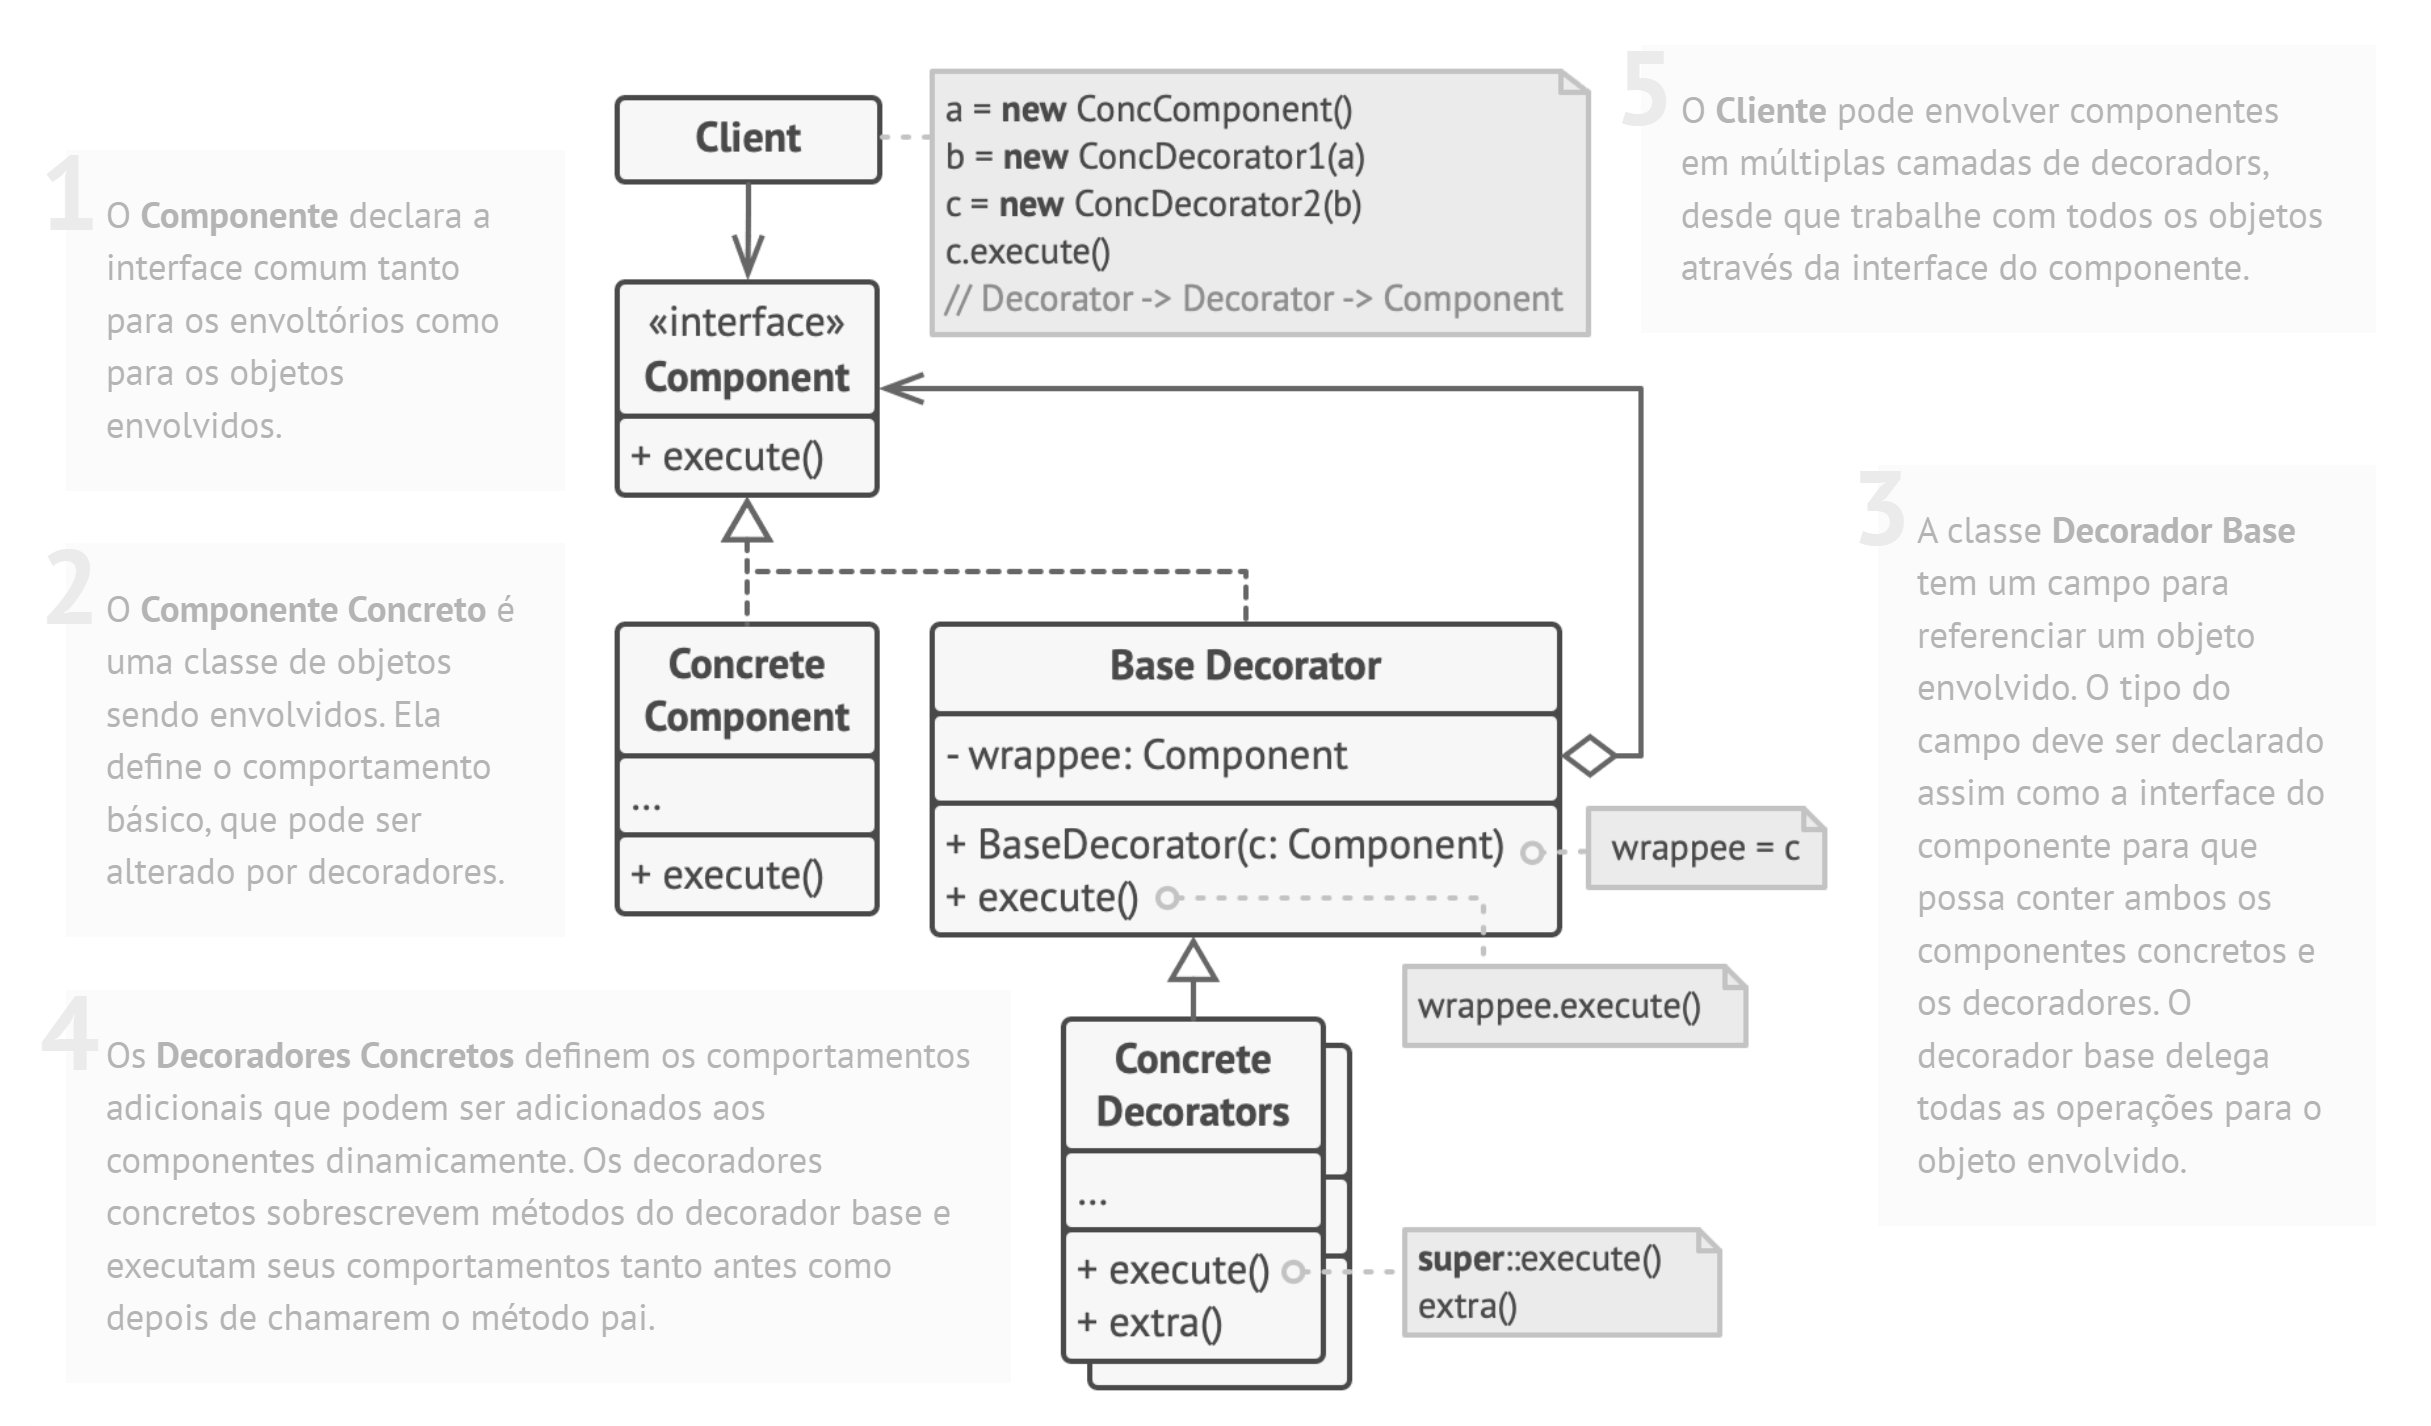 1
O Componente declara a
interface comum tanto
para os envoltórios como
para os objetos
envolvidos.
2
O Componente Concreto é
uma classe de objetos
sendo envolvidos. Ela
define o comportamento
básico, que pode ser
alterado por decoradores.
4
Os Decoradores Concretos definem os comportamentos
adicionais que podem ser adicionados aos
componentes dinamicamente. Os decoradores
concretos sobrescrevem métodos do decorador base e
executam seus comportamentos tanto antes como
depois de chamarem o método pai.
Client
a = new ConcComponent()
b = new ConcDecorator1(a)
c = new ConcDecorator2(b)
c.execute()
// Decorator -> Decorator -> Component
«interface»
Component
+ execute()
Concrete
Component
...
+ execute()
Base Decorator
- wrappee: Component
+ BaseDecorator(c: Component)
+ execute()
wrappee = c
wrappee.execute()
Concrete
Decorators
...
+ execute()
+ extra()
super::execute()
extra()
5
O Cliente pode envolver componentes
em múltiplas camadas de decoradors,
desde que trabalhe com todos os objetos
através da interface do componente.
3
A classe Decorador Base
tem um campo para
referenciar um objeto
envolvido. O tipo do
campo deve ser declarado
assim como a interface do
componente para que
possa conter ambos os
componentes concretos e
os decoradores. O
decorador base delega
todas as operações para o
objeto envolvido.